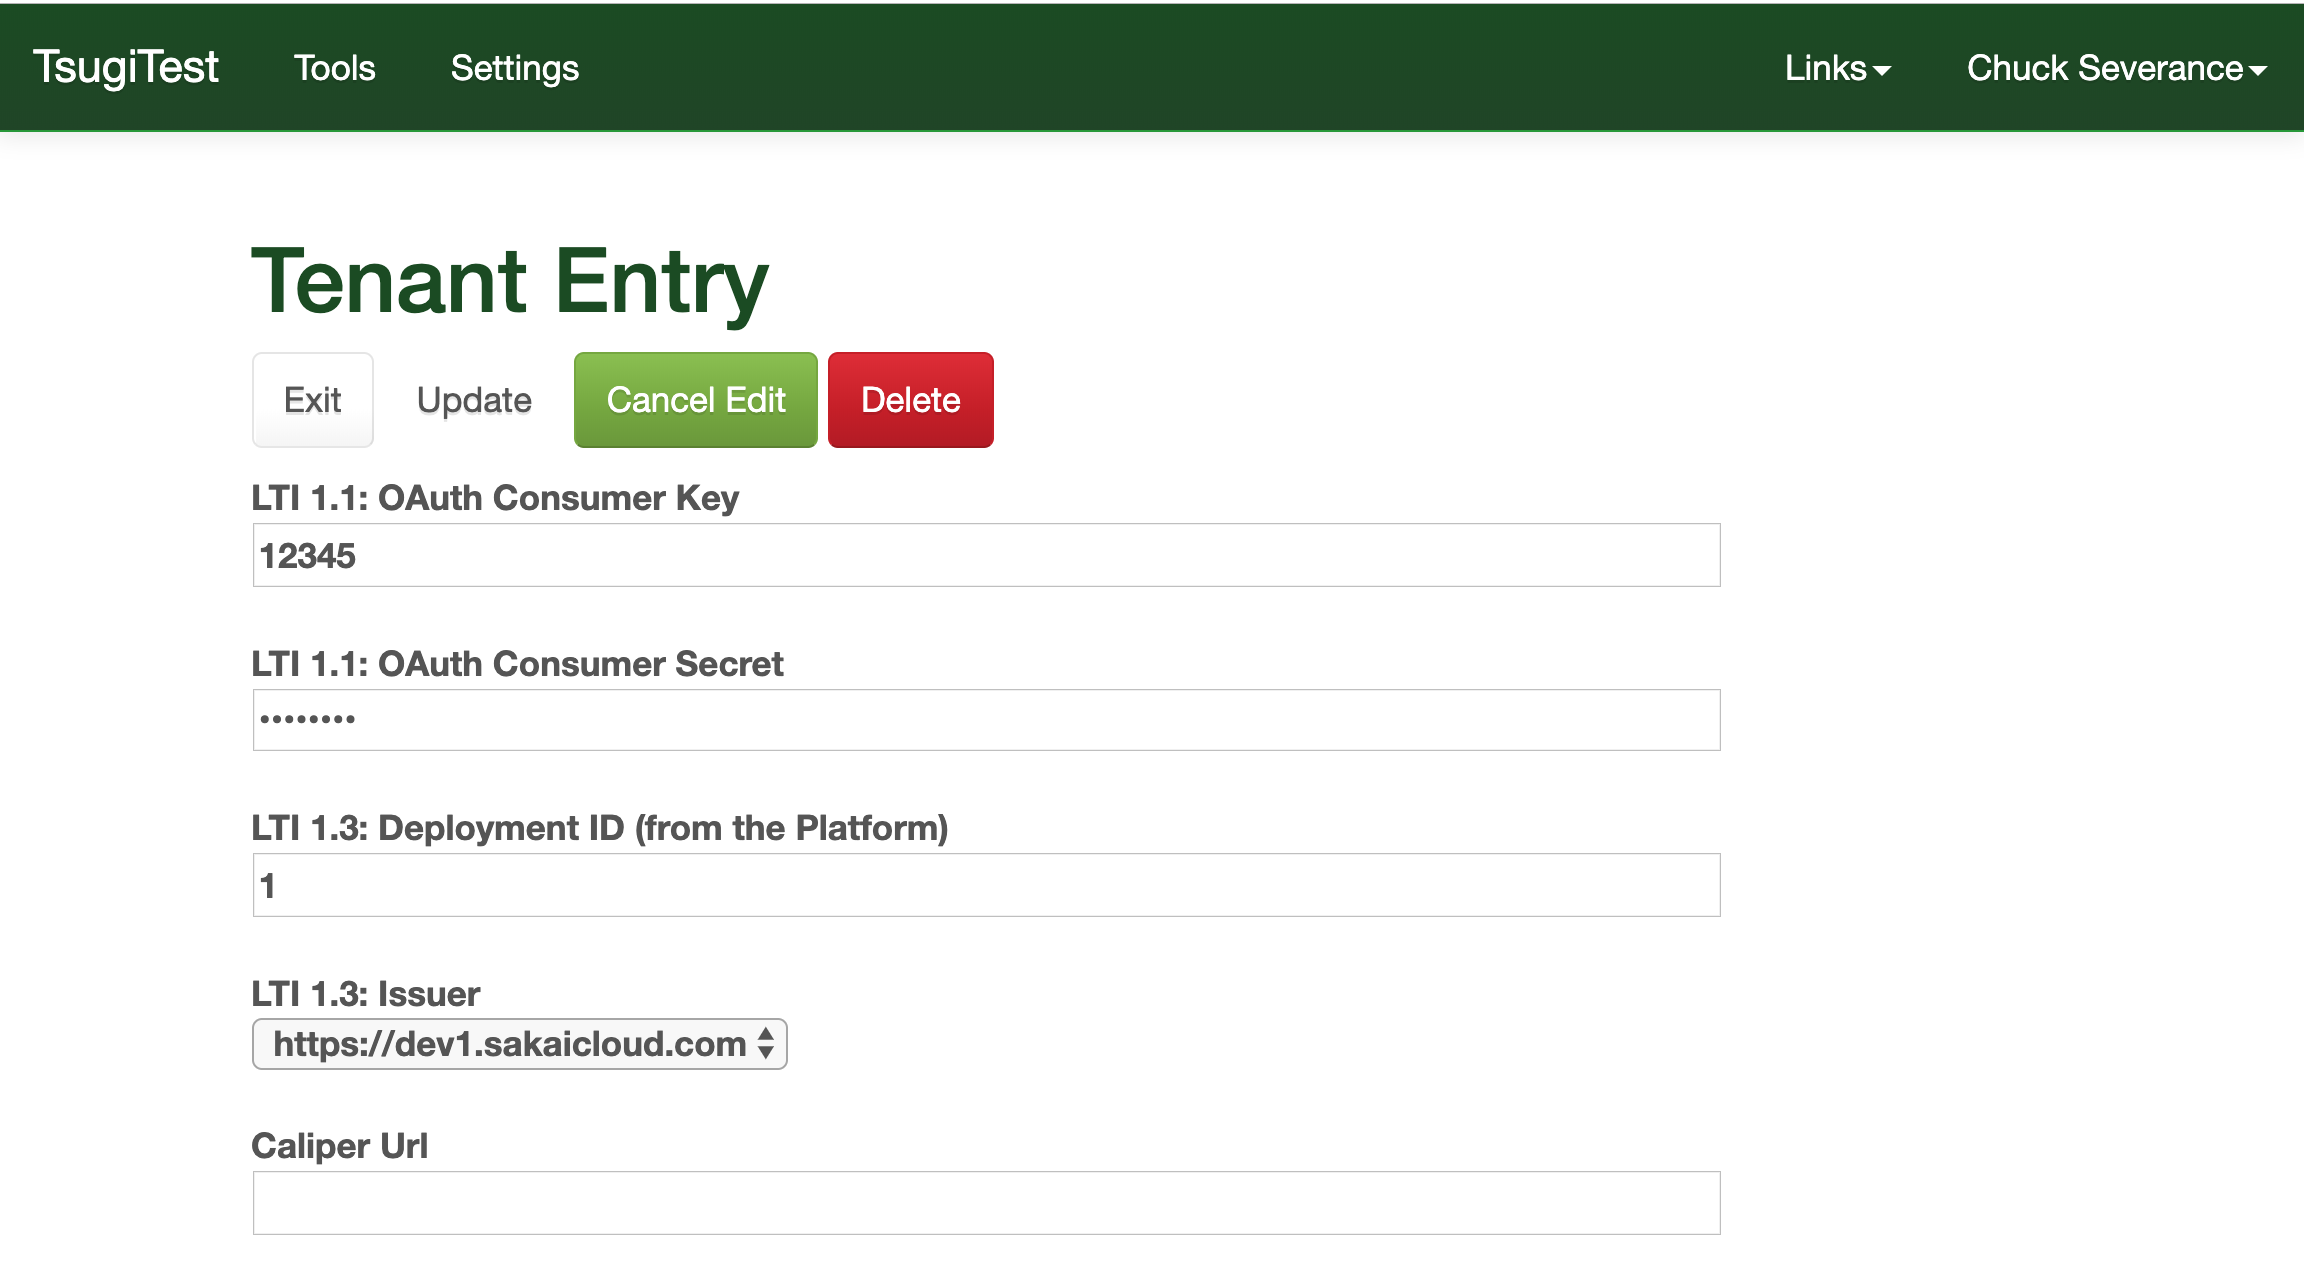 TsugiTest Tools Settings Links Chuck Severance
Tenant Entry
Exit Update Cancel Edit Delete
LTI 1.1: OAuth Consumer Key
12345
LTI 1.1: OAuth Consumer Secret
••••••••
LTI 1.3: Deployment ID (from the Platform)
1
LTI 1.3: Issuer
https://dev1.sakaicloud.com
Caliper Url